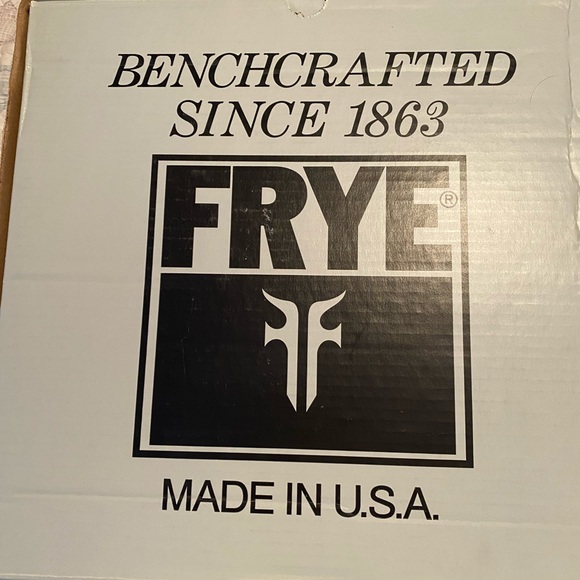 BENCHCRAFTED
SINCE 1863
FRYE®
MADE IN U.S.A.